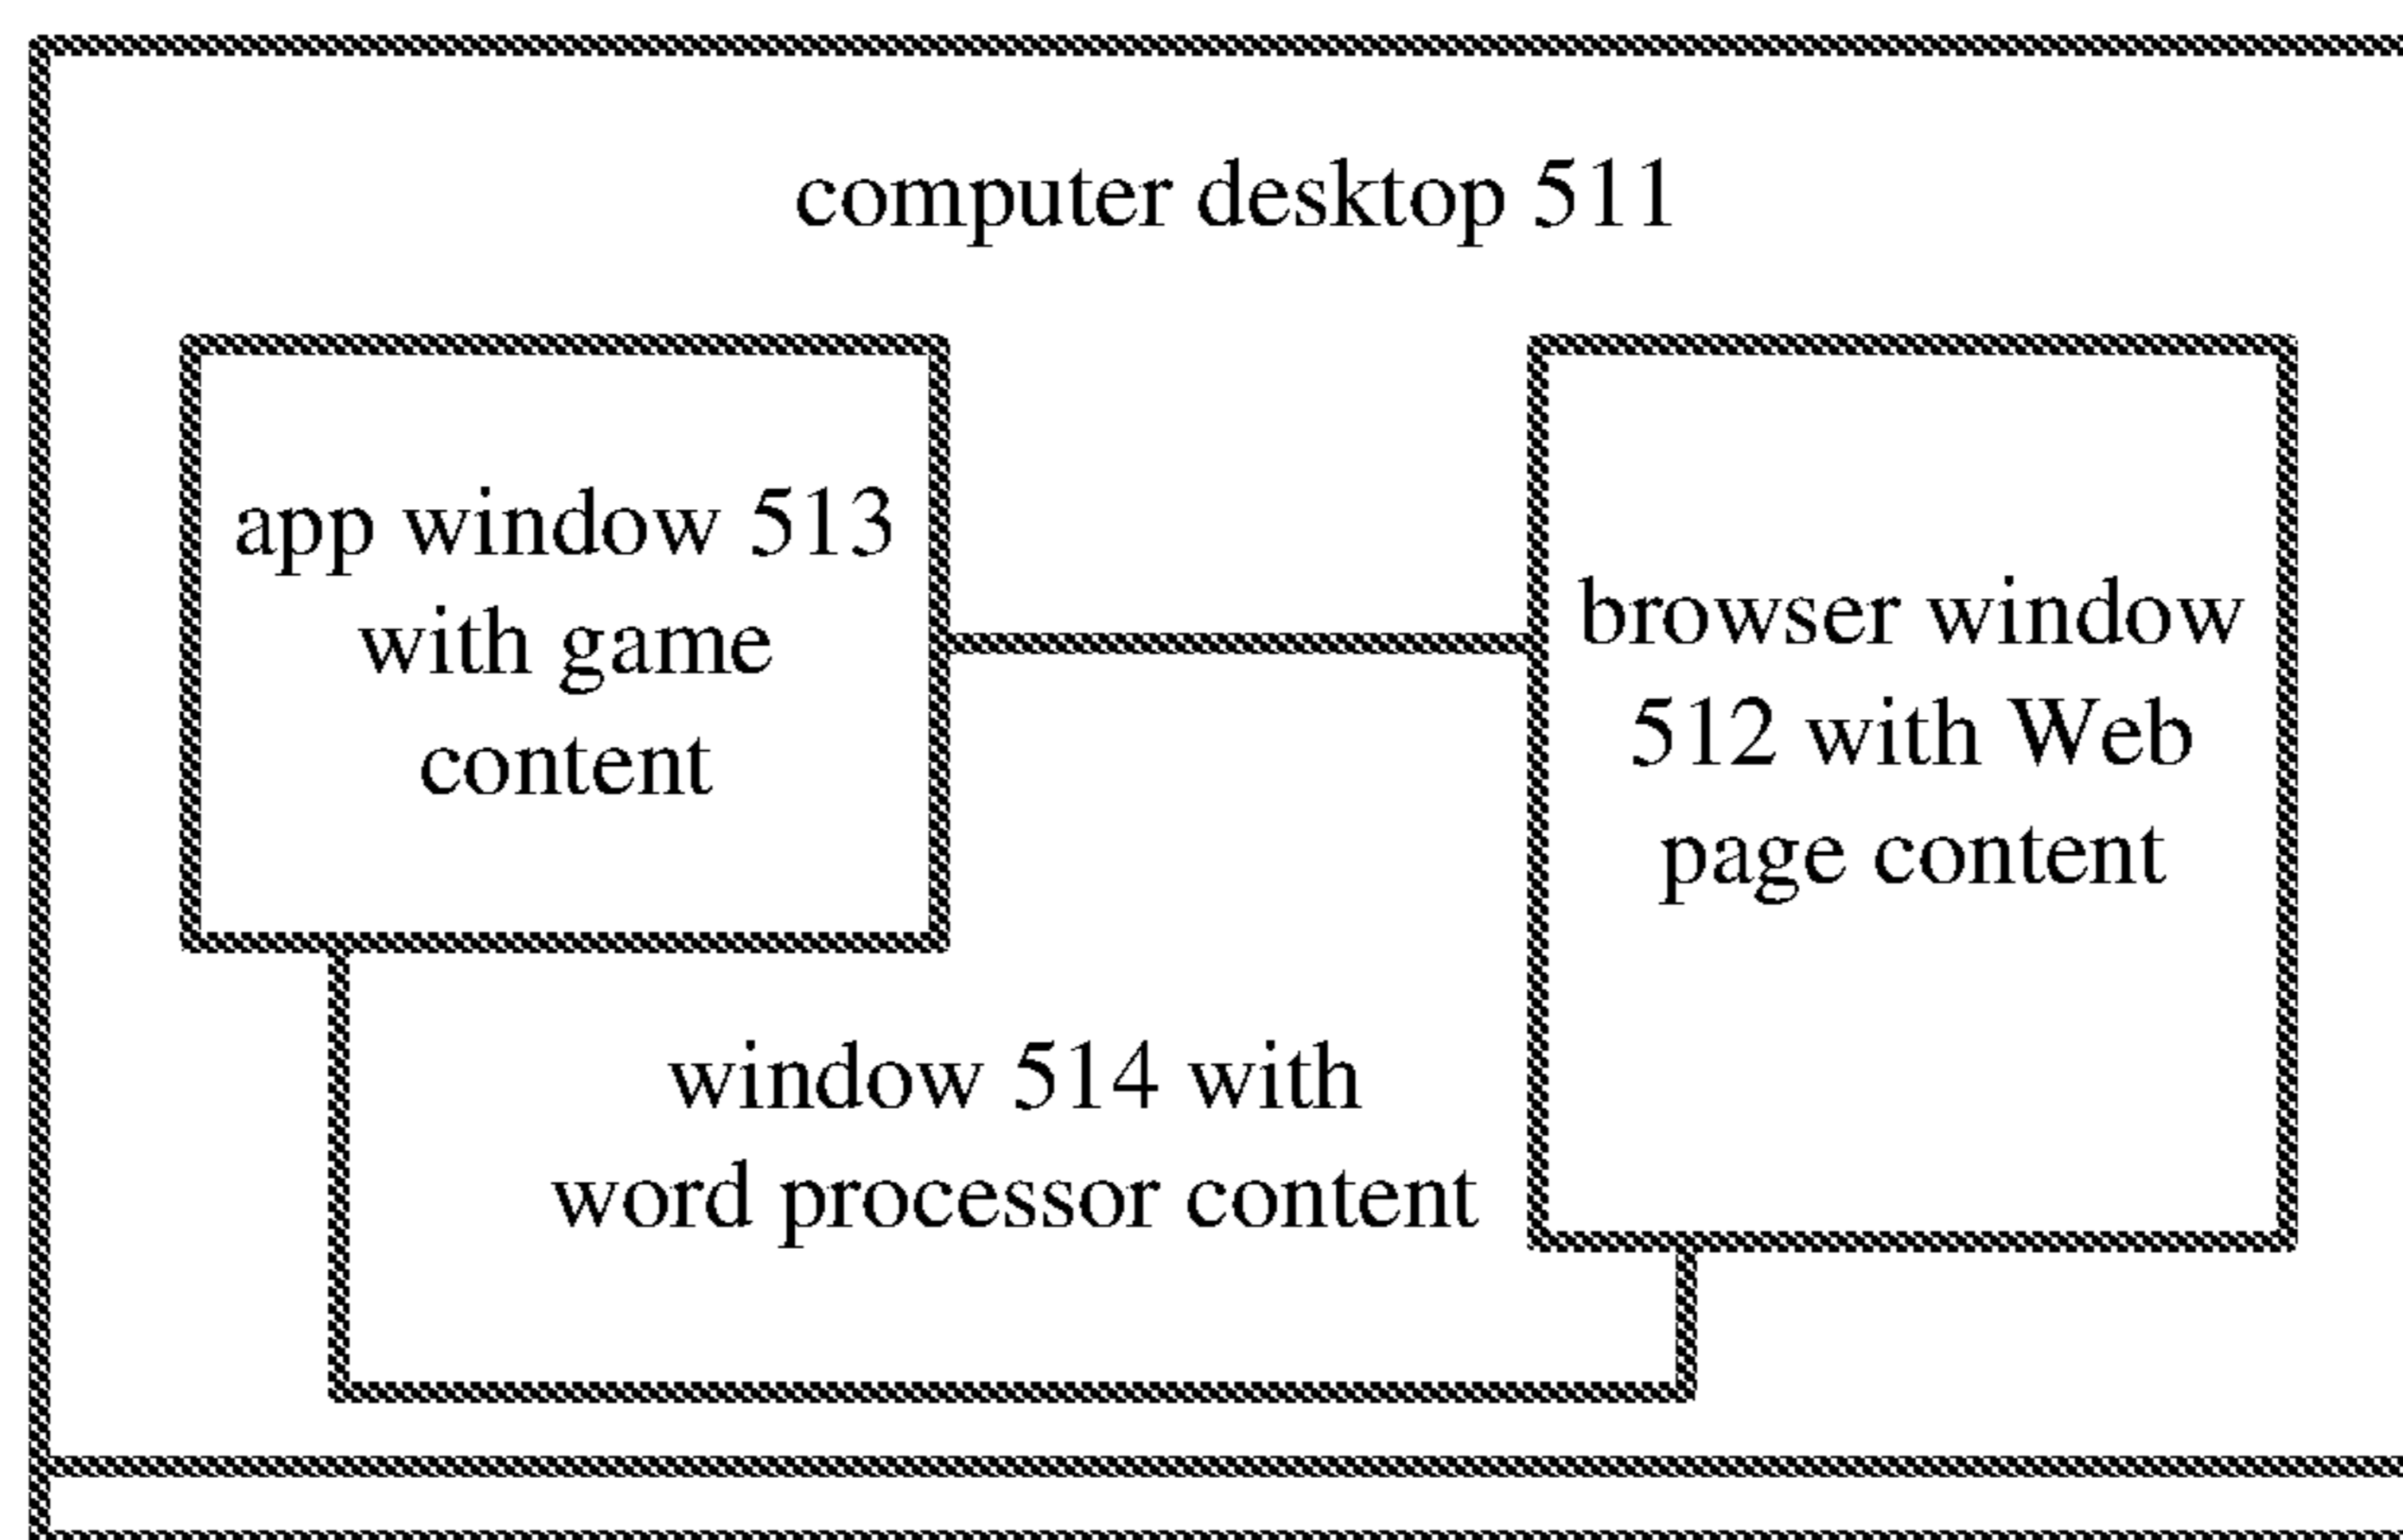 computer desktop 511
app window 513
with game
content
browser window
512 with Web
page content
window 514 with
word processor content